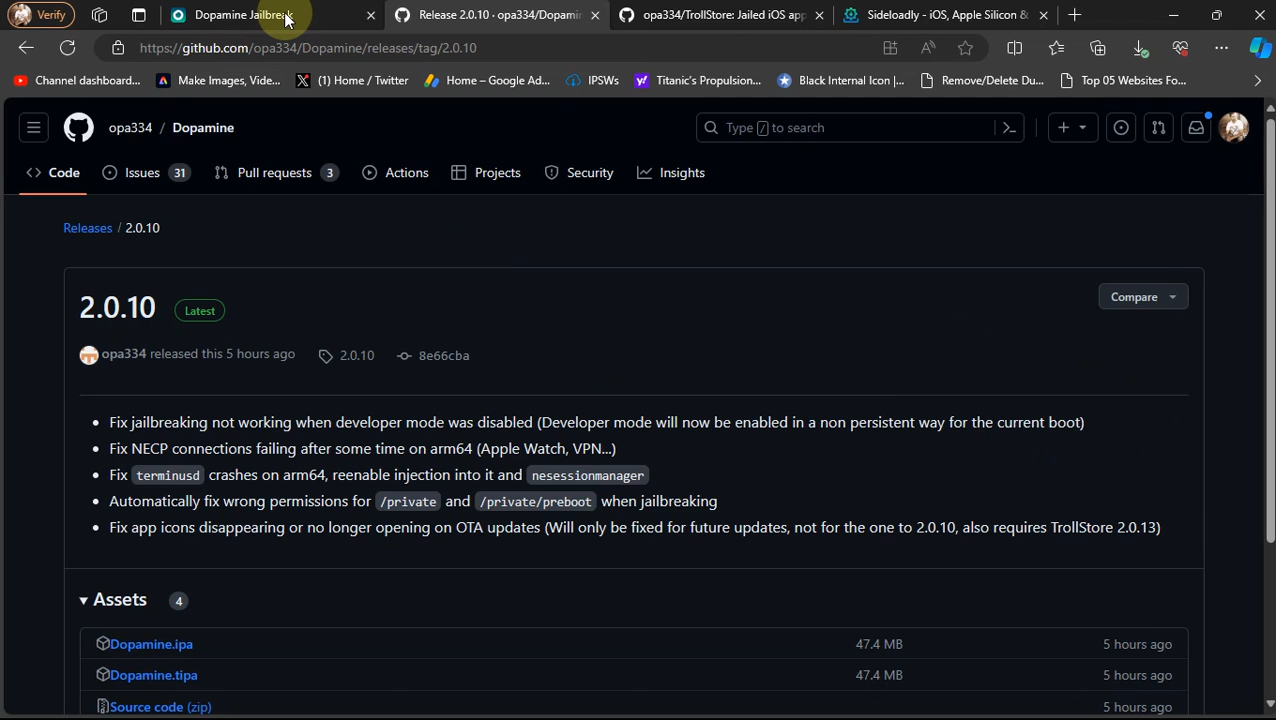 Verify
Dopamine Jailbreak
Release 2.0.10 · opa334/Dopamin
opa334/TrollStore: Jailed iOS app
Sideloadly - iOS, Apple Silicon &
https://github.com/opa334/Dopamine/releases/tag/2.0.10
Channel dashboard...
Make Images, Vide...
(1) Home / Twitter
Home – Google Ad...
IPSWs
Titanic's Propulsion...
Black Internal Icon |...
Remove/Delete Du...
Top 05 Websites Fo...
opa334 / Dopamine
Type / to search
Code
Issues 31
Pull requests 3
Actions
Projects
Security
Insights
Releases / 2.0.10
2.0.10 Latest
Compare
opa334 released this 5 hours ago 2.0.10 8e66cba
• Fix jailbreaking not working when developer mode was disabled (Developer mode will now be enabled in a non persistent way for the current boot)
• Fix NECP connections failing after some time on arm64 (Apple Watch, VPN...)
• Fix terminusd crashes on arm64, reenable injection into it and nesessionmanager
• Automatically fix wrong permissions for /private and /private/preboot when jailbreaking
• Fix app icons disappearing or no longer opening on OTA updates (Will only be fixed for future updates, not for the one to 2.0.10, also requires TrollStore 2.0.13)
Assets 4
Dopamine.ipa 47.4 MB 5 hours ago
Dopamine.tipa 47.4 MB 5 hours ago
Source code (zip) 5 hours ago